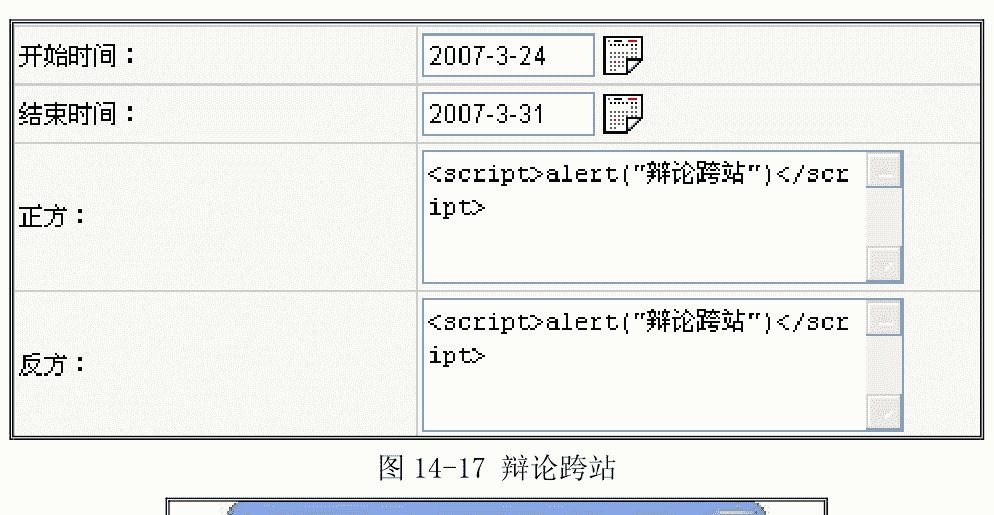 开始时间： 2007-3-24
结束时间： 2007-3-31
正方： <script>alert("辩论跨站")</scr
ipt>
反方： <script>alert("辩论跨站")</scr
ipt>
图 14-17 辩论跨站